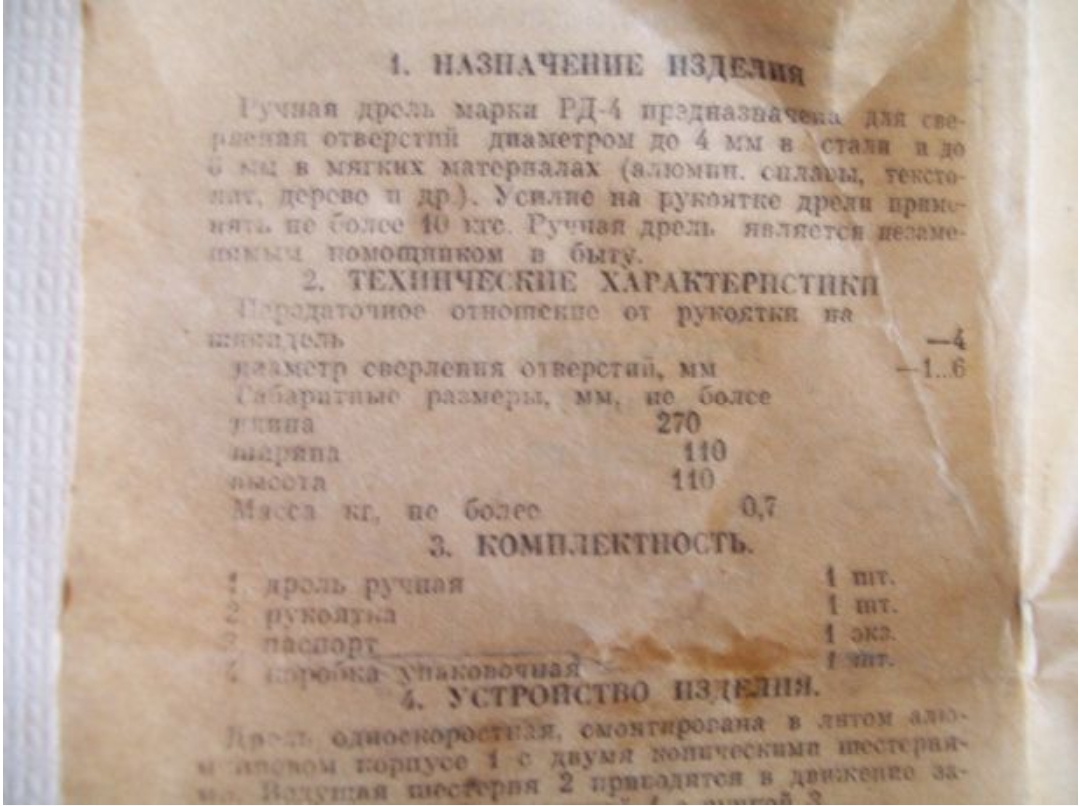 1. НАЗНАЧЕНИЕ ИЗДЕЛИЯ
Ручная дрель марки РД-4 предназначена для све-
рления отверстий диаметром до 4 мм в стали и до
6 мм в мягких материалах (алюмин. сплавы, тексто-
лит, дерево и др.). Усилие на рукоятке дрели приме-
нять не более 10 кгс. Ручная дрель является незаме-
нимым помощником в быту.
2. ТЕХНИЧЕСКИЕ ХАРАКТЕРИСТИКИ
Передаточное отношение от рукоятки на
шпиндель —4
диаметр сверления отверстий, мм —1...6
Габаритные размеры, мм, не более
длина 270
ширина 110
высота 110
Масса кг, не более 0,7
3. КОМПЛЕКТНОСТЬ.
1. дрель ручная 1 шт.
2. рукоятка 1 шт.
3. паспорт 1 экз.
4. коробка упаковочная 1 шт.
4. УСТРОЙСТВО ИЗДЕЛИЯ.
Дрель односкоростная, смонтирована в литом алю-
миниевом корпусе 1 с двумя коническими шестерня-
ми. Ведущая шестерня 2 приводится в движение за-